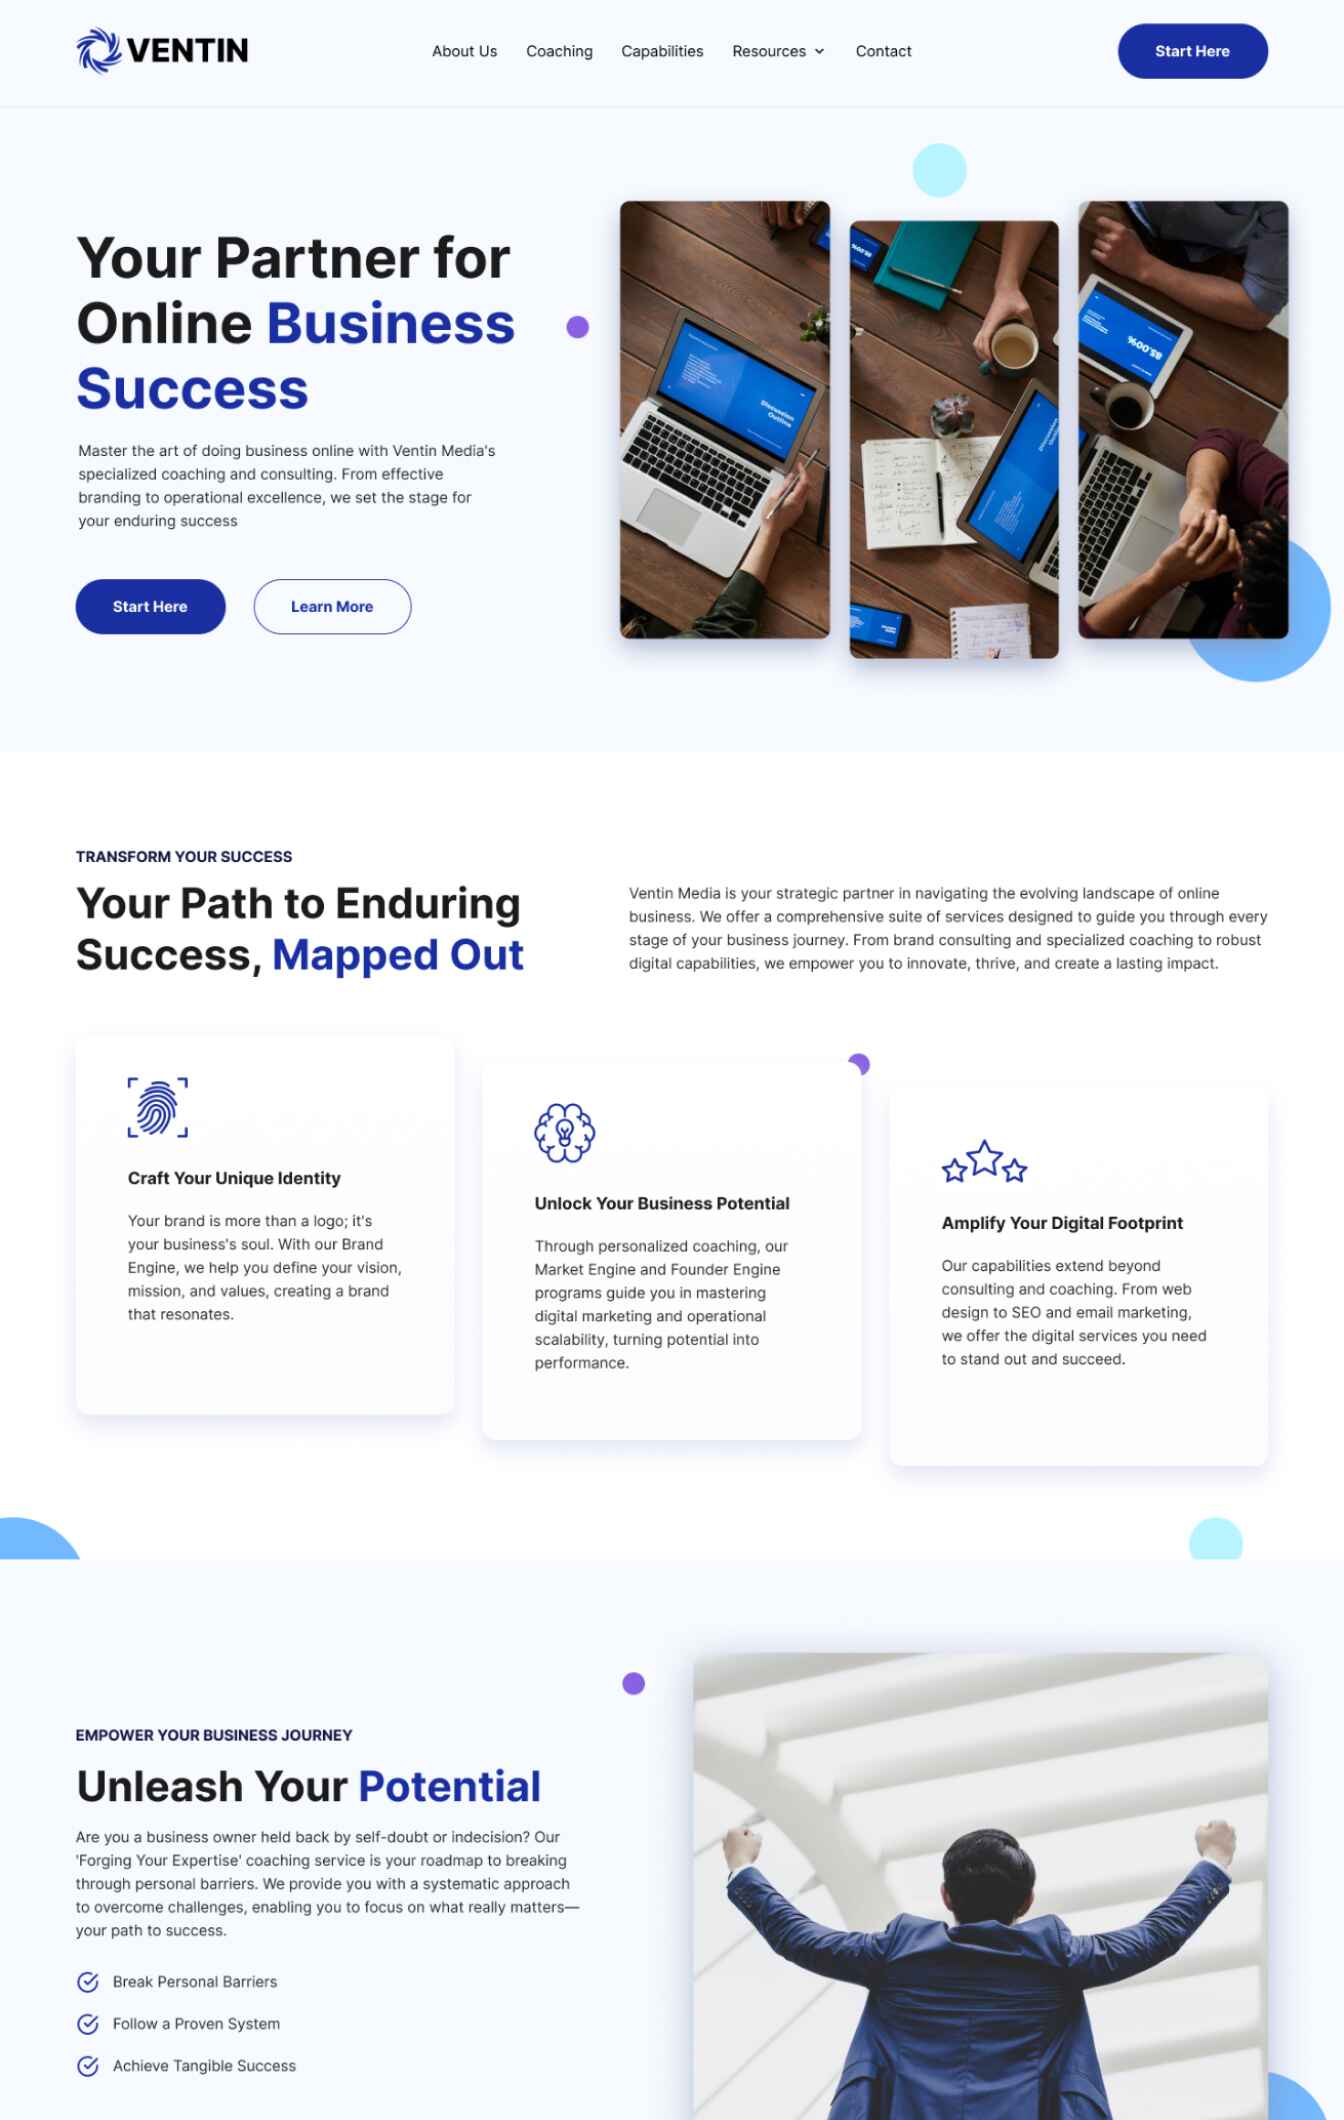 VENTIN
About Us Coaching Capabilities Resources Contact
Start Here
Your Partner for
Online Business
Success
Master the art of doing business online with Ventin Media's
specialized coaching and consulting. From effective
branding to operational excellence, we set the stage for
your enduring success
Start Here Learn More
Discussion
Outline
85.00%
TRANSFORM YOUR SUCCESS
Your Path to Enduring
Success, Mapped Out
Ventin Media is your strategic partner in navigating the evolving landscape of online
business. We offer a comprehensive suite of services designed to guide you through every
stage of your business journey. From brand consulting and specialized coaching to robust
digital capabilities, we empower you to innovate, thrive, and create a lasting impact.
Craft Your Unique Identity
Your brand is more than a logo; it's
your business's soul. With our Brand
Engine, we help you define your vision,
mission, and values, creating a brand
that resonates.
Unlock Your Business Potential
Through personalized coaching, our
Market Engine and Founder Engine
programs guide you in mastering
digital marketing and operational
scalability, turning potential into
performance.
Amplify Your Digital Footprint
Our capabilities extend beyond
consulting and coaching. From web
design to SEO and email marketing,
we offer the digital services you need
to stand out and succeed.
EMPOWER YOUR BUSINESS JOURNEY
Unleash Your Potential
Are you a business owner held back by self-doubt or indecision? Our
'Forging Your Expertise' coaching service is your roadmap to breaking
through personal barriers. We provide you with a systematic approach
to overcome challenges, enabling you to focus on what really matters—
your path to success.
Break Personal Barriers
Follow a Proven System
Achieve Tangible Success